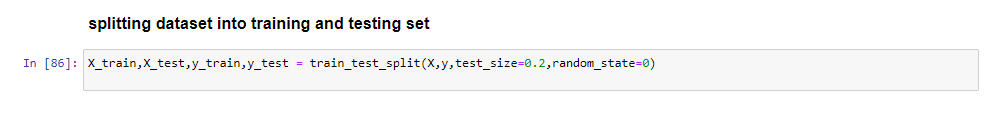 splitting dataset into training and testing set
In [86]: X_train,X_test,y_train,y_test = train_test_split(X,y,test_size=0.2,random_state=0)